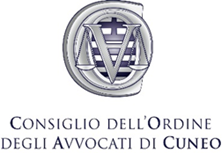 CONSIGLIO DELL'ORDINE
DEGLI AVVOCATI DI CUNEO